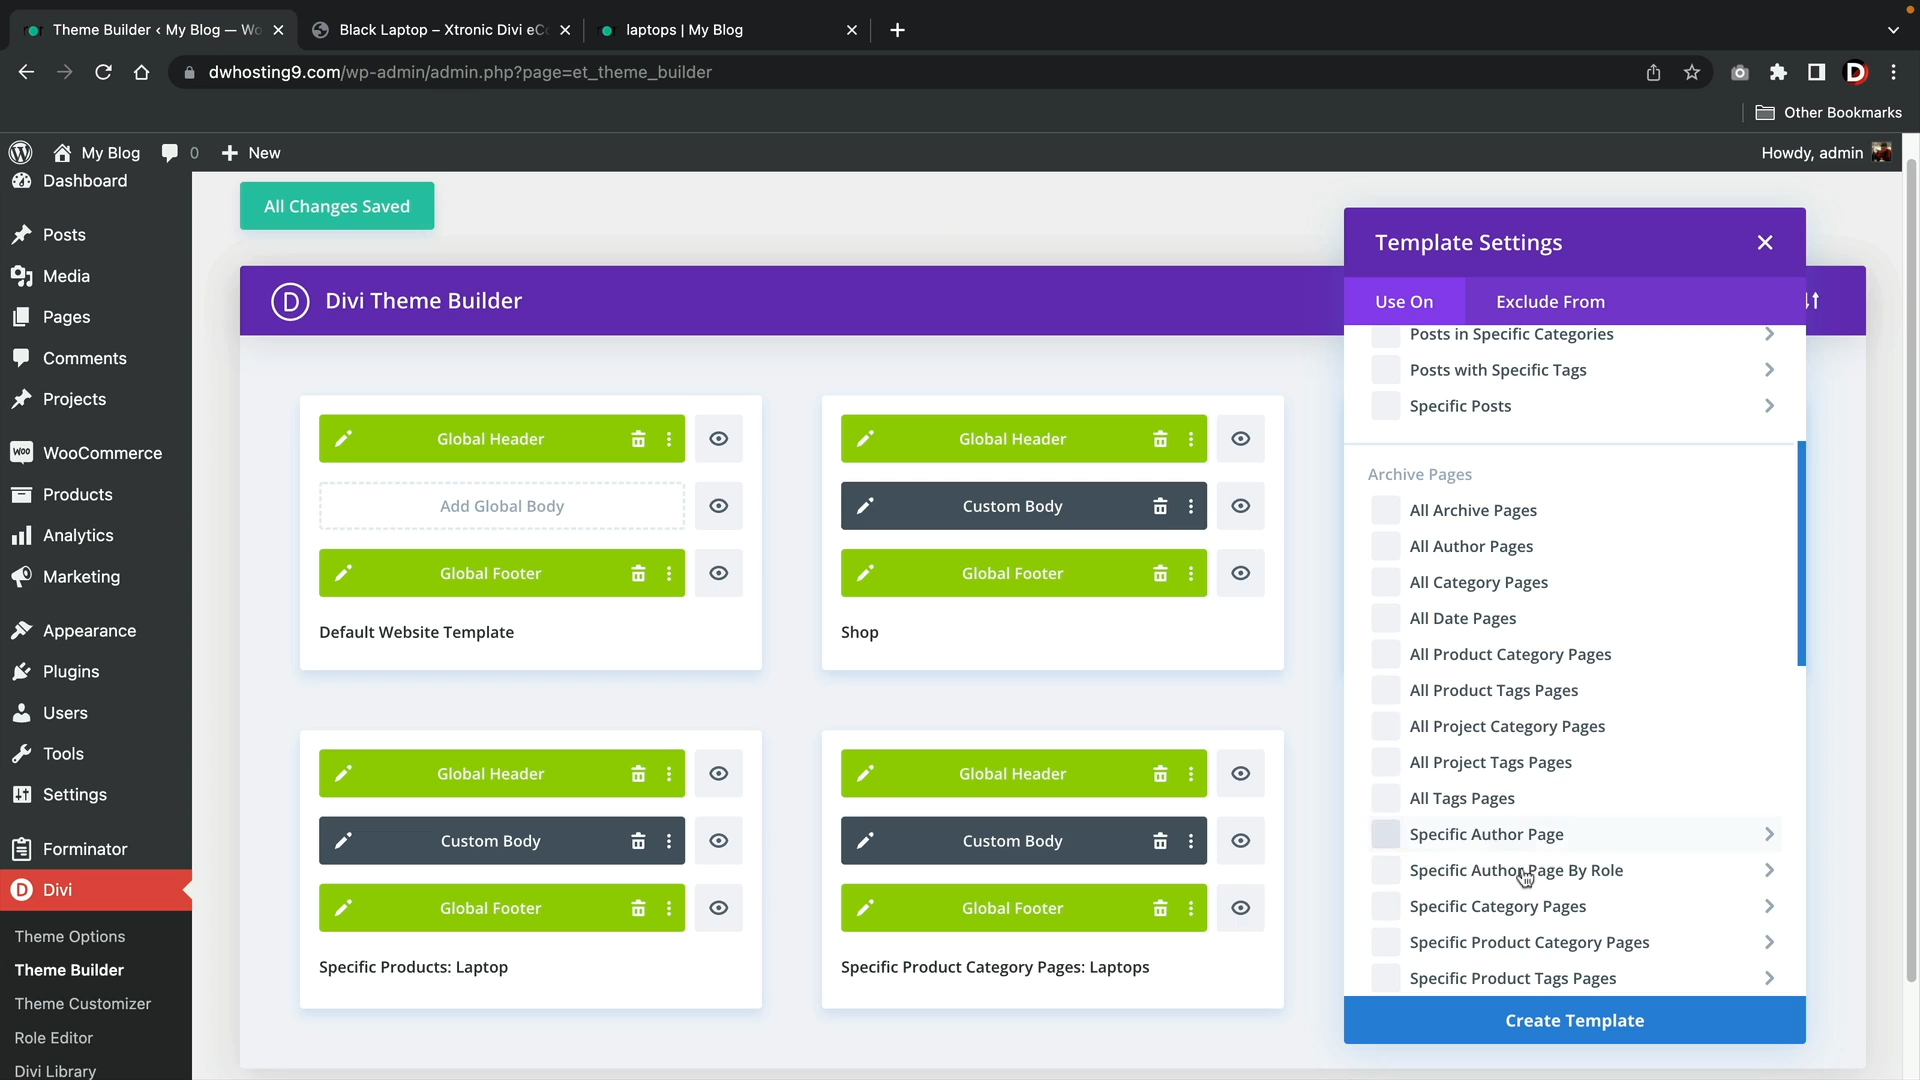 Theme Builder ‹ My Blog — Wo
Black Laptop – Xtronic Divi eCo
laptops | My Blog
dwhosting9.com/wp-admin/admin.php?page=et_theme_builder
Other Bookmarks
My Blog
0
New
Howdy, admin
Dashboard
Posts
Media
Pages
Comments
Projects
WooCommerce
Products
Analytics
Marketing
Appearance
Plugins
Users
Tools
Settings
Forminator
Divi
Theme Options
Theme Builder
Theme Customizer
Role Editor
Divi Library
All Changes Saved
Divi Theme Builder
Global Header
Add Global Body
Global Footer
Default Website Template
Global Header
Custom Body
Global Footer
Shop
Global Header
Custom Body
Global Footer
Specific Products: Laptop
Global Header
Custom Body
Global Footer
Specific Product Category Pages: Laptops
Template Settings
Use On
Exclude From
Posts in Specific Categories
Posts with Specific Tags
Specific Posts
Archive Pages
All Archive Pages
All Author Pages
All Category Pages
All Date Pages
All Product Category Pages
All Product Tags Pages
All Project Category Pages
All Project Tags Pages
All Tags Pages
Specific Author Page
Specific Author Page By Role
Specific Category Pages
Specific Product Category Pages
Specific Product Tags Pages
Create Template